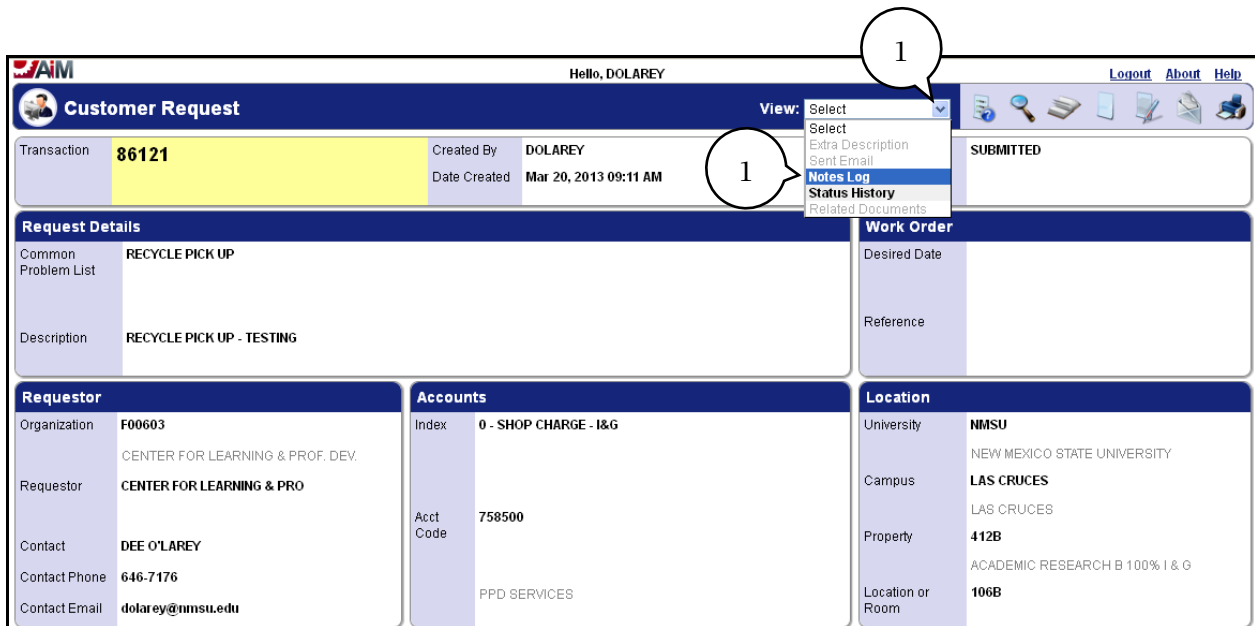 1
AiM
Hello, DOLAREY
Logout About Help
Customer Request
View: Select
Select
Extra Description
Sent Email
Notes Log
Status History
Related Documents
1
Transaction 86121
Created By DOLAREY
Date Created Mar 20, 2013 09:11 AM
SUBMITTED
Request Details
Common Problem List RECYCLE PICK UP
Description RECYCLE PICK UP - TESTING
Work Order
Desired Date
Reference
Requestor
Organization F00603
CENTER FOR LEARNING & PROF. DEV.
Requestor CENTER FOR LEARNING & PRO
Contact DEE O'LAREY
Contact Phone 646-7176
Contact Email dolarey@nmsu.edu
Accounts
Index 0 - SHOP CHARGE - I&G
Acct Code 758500
PPD SERVICES
Location
University NMSU
NEW MEXICO STATE UNIVERSITY
Campus LAS CRUCES
LAS CRUCES
Property 412B
ACADEMIC RESEARCH B 100% I & G
Location or Room 106B